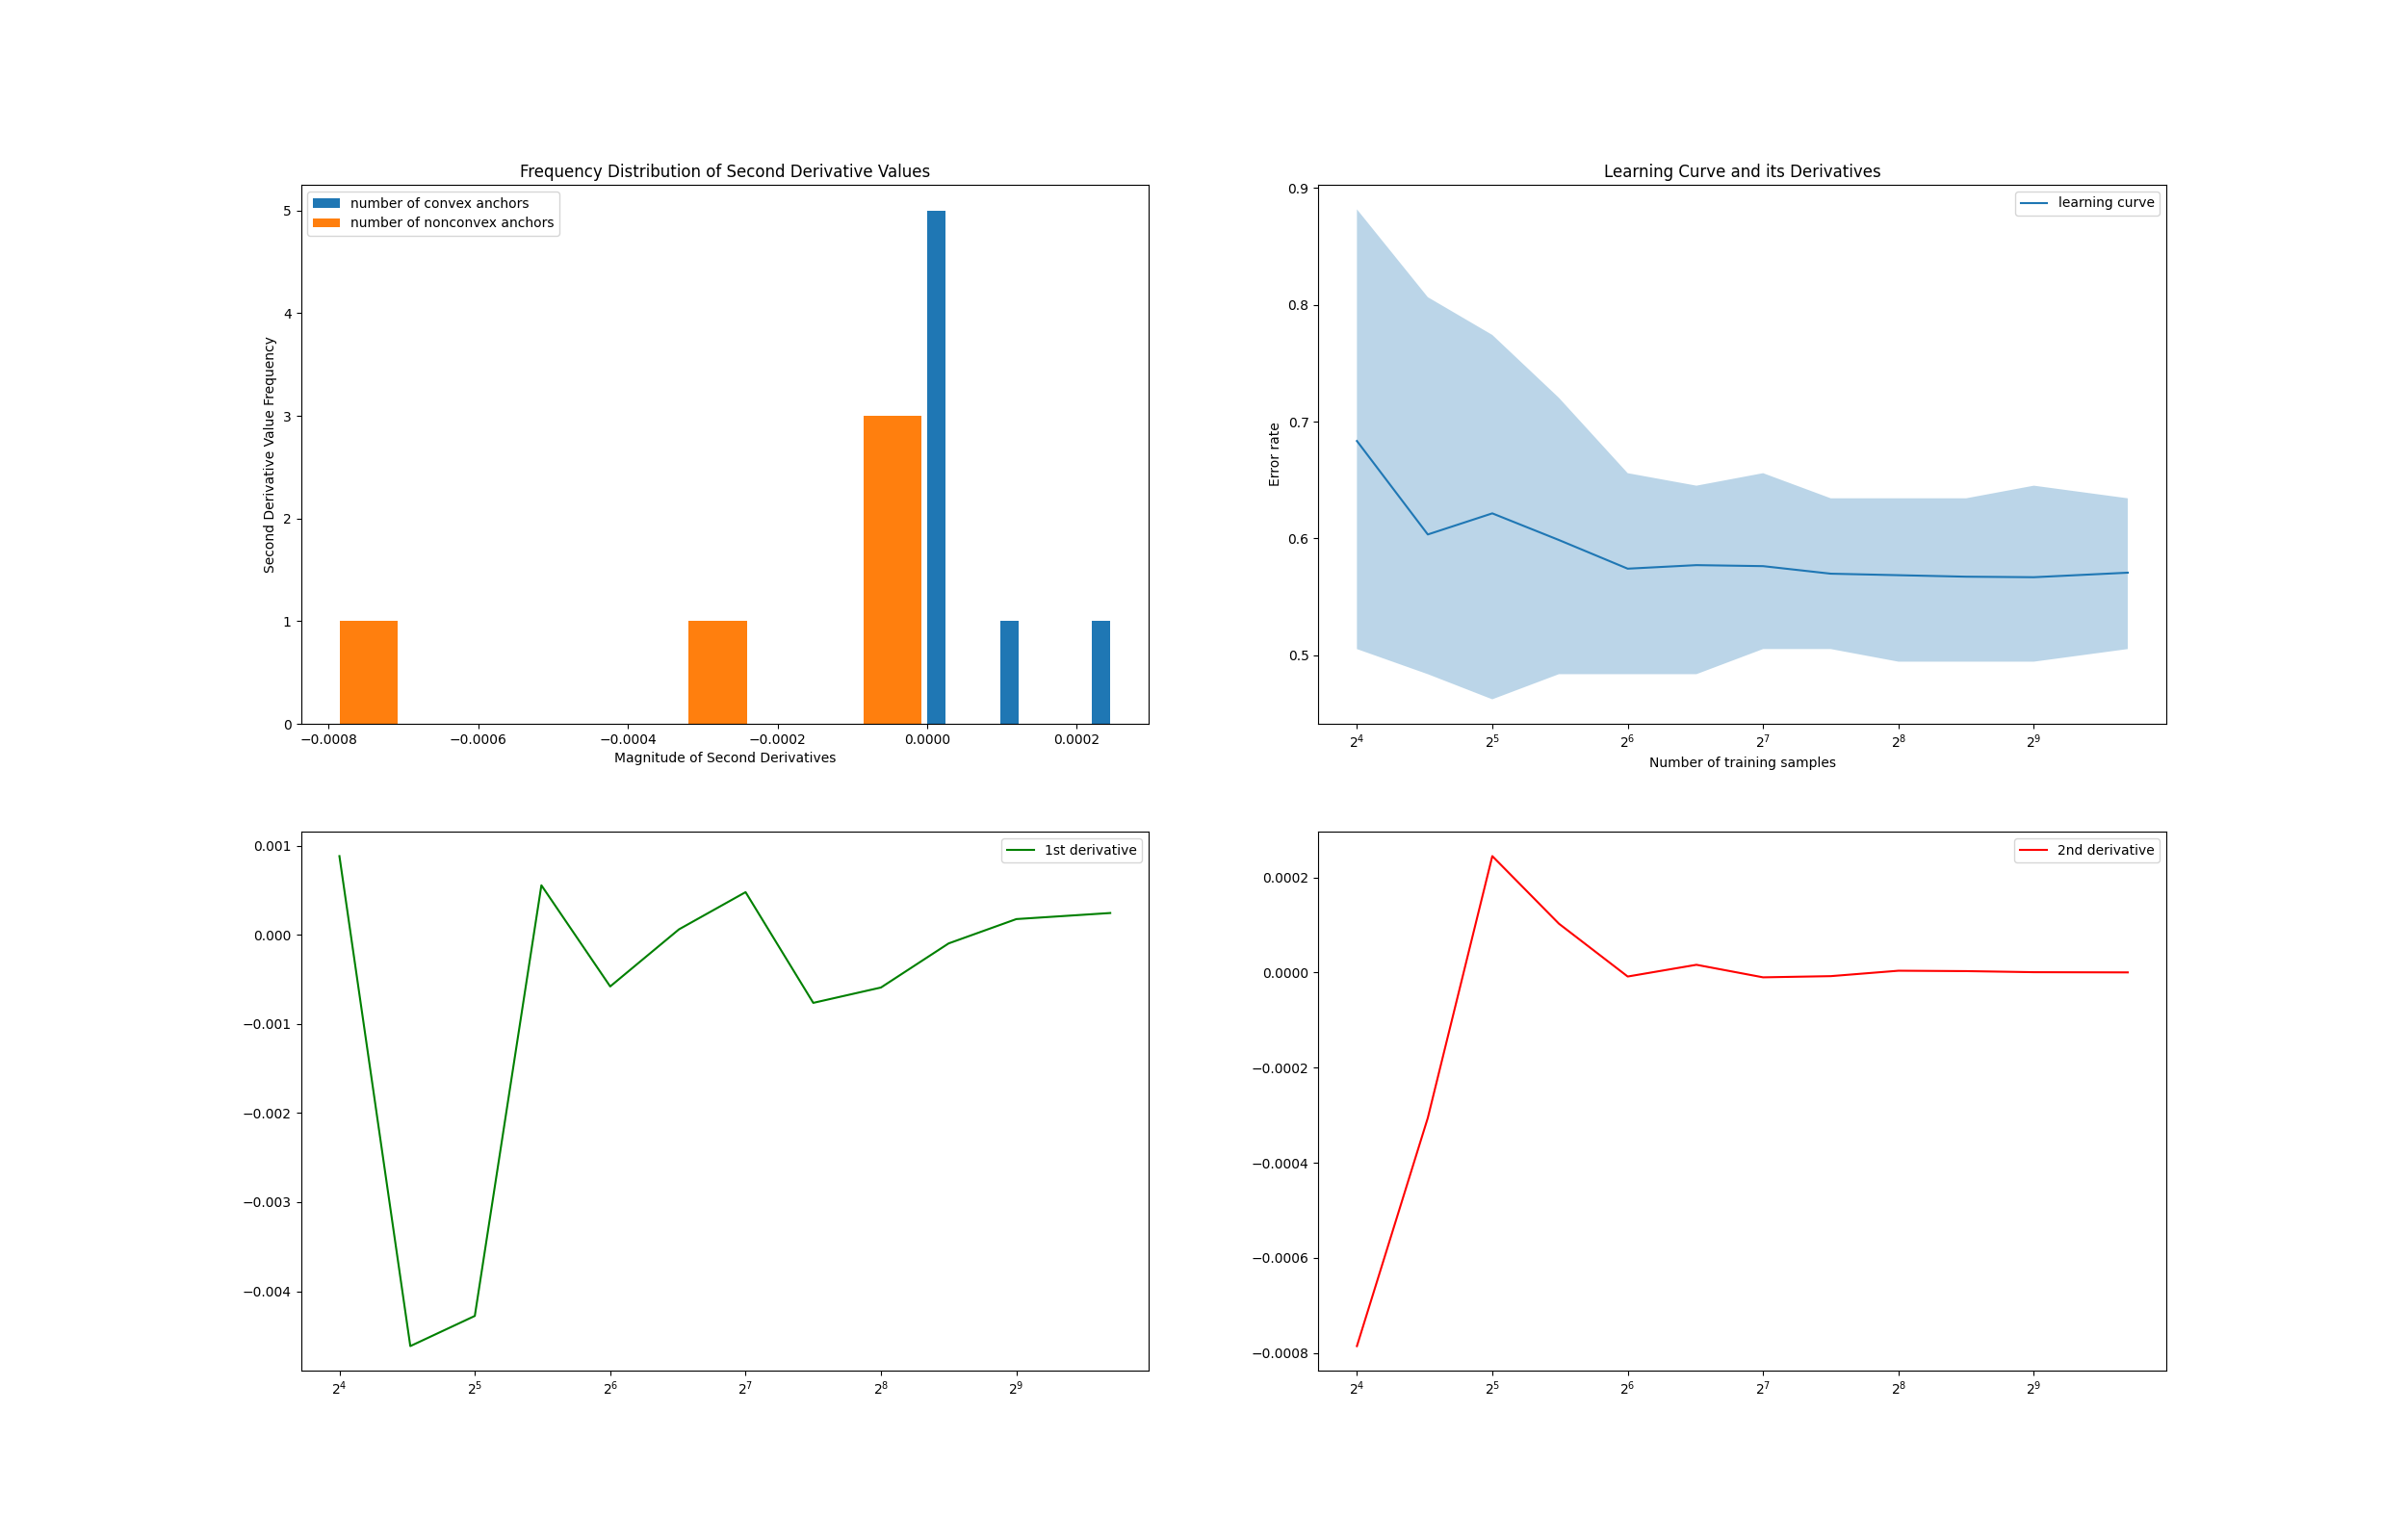 Frequency Distribution of Second Derivative Values
number of convex anchors
number of nonconvex anchors
Second Derivative Value Frequency
5
4
3
2
1
0
−0.0008 −0.0006 −0.0004 −0.0002 0.0000 0.0002
Magnitude of Second Derivatives
Learning Curve and its Derivatives
learning curve
Error rate
0.9
0.8
0.7
0.6
0.5
2⁴ 2⁵ 2⁶ 2⁷ 2⁸ 2⁹
Number of training samples
1st derivative
0.001
0.000
−0.001
−0.002
−0.003
−0.004
2⁴ 2⁵ 2⁶ 2⁷ 2⁸ 2⁹
2nd derivative
0.0002
0.0000
−0.0002
−0.0004
−0.0006
−0.0008
2⁴ 2⁵ 2⁶ 2⁷ 2⁸ 2⁹